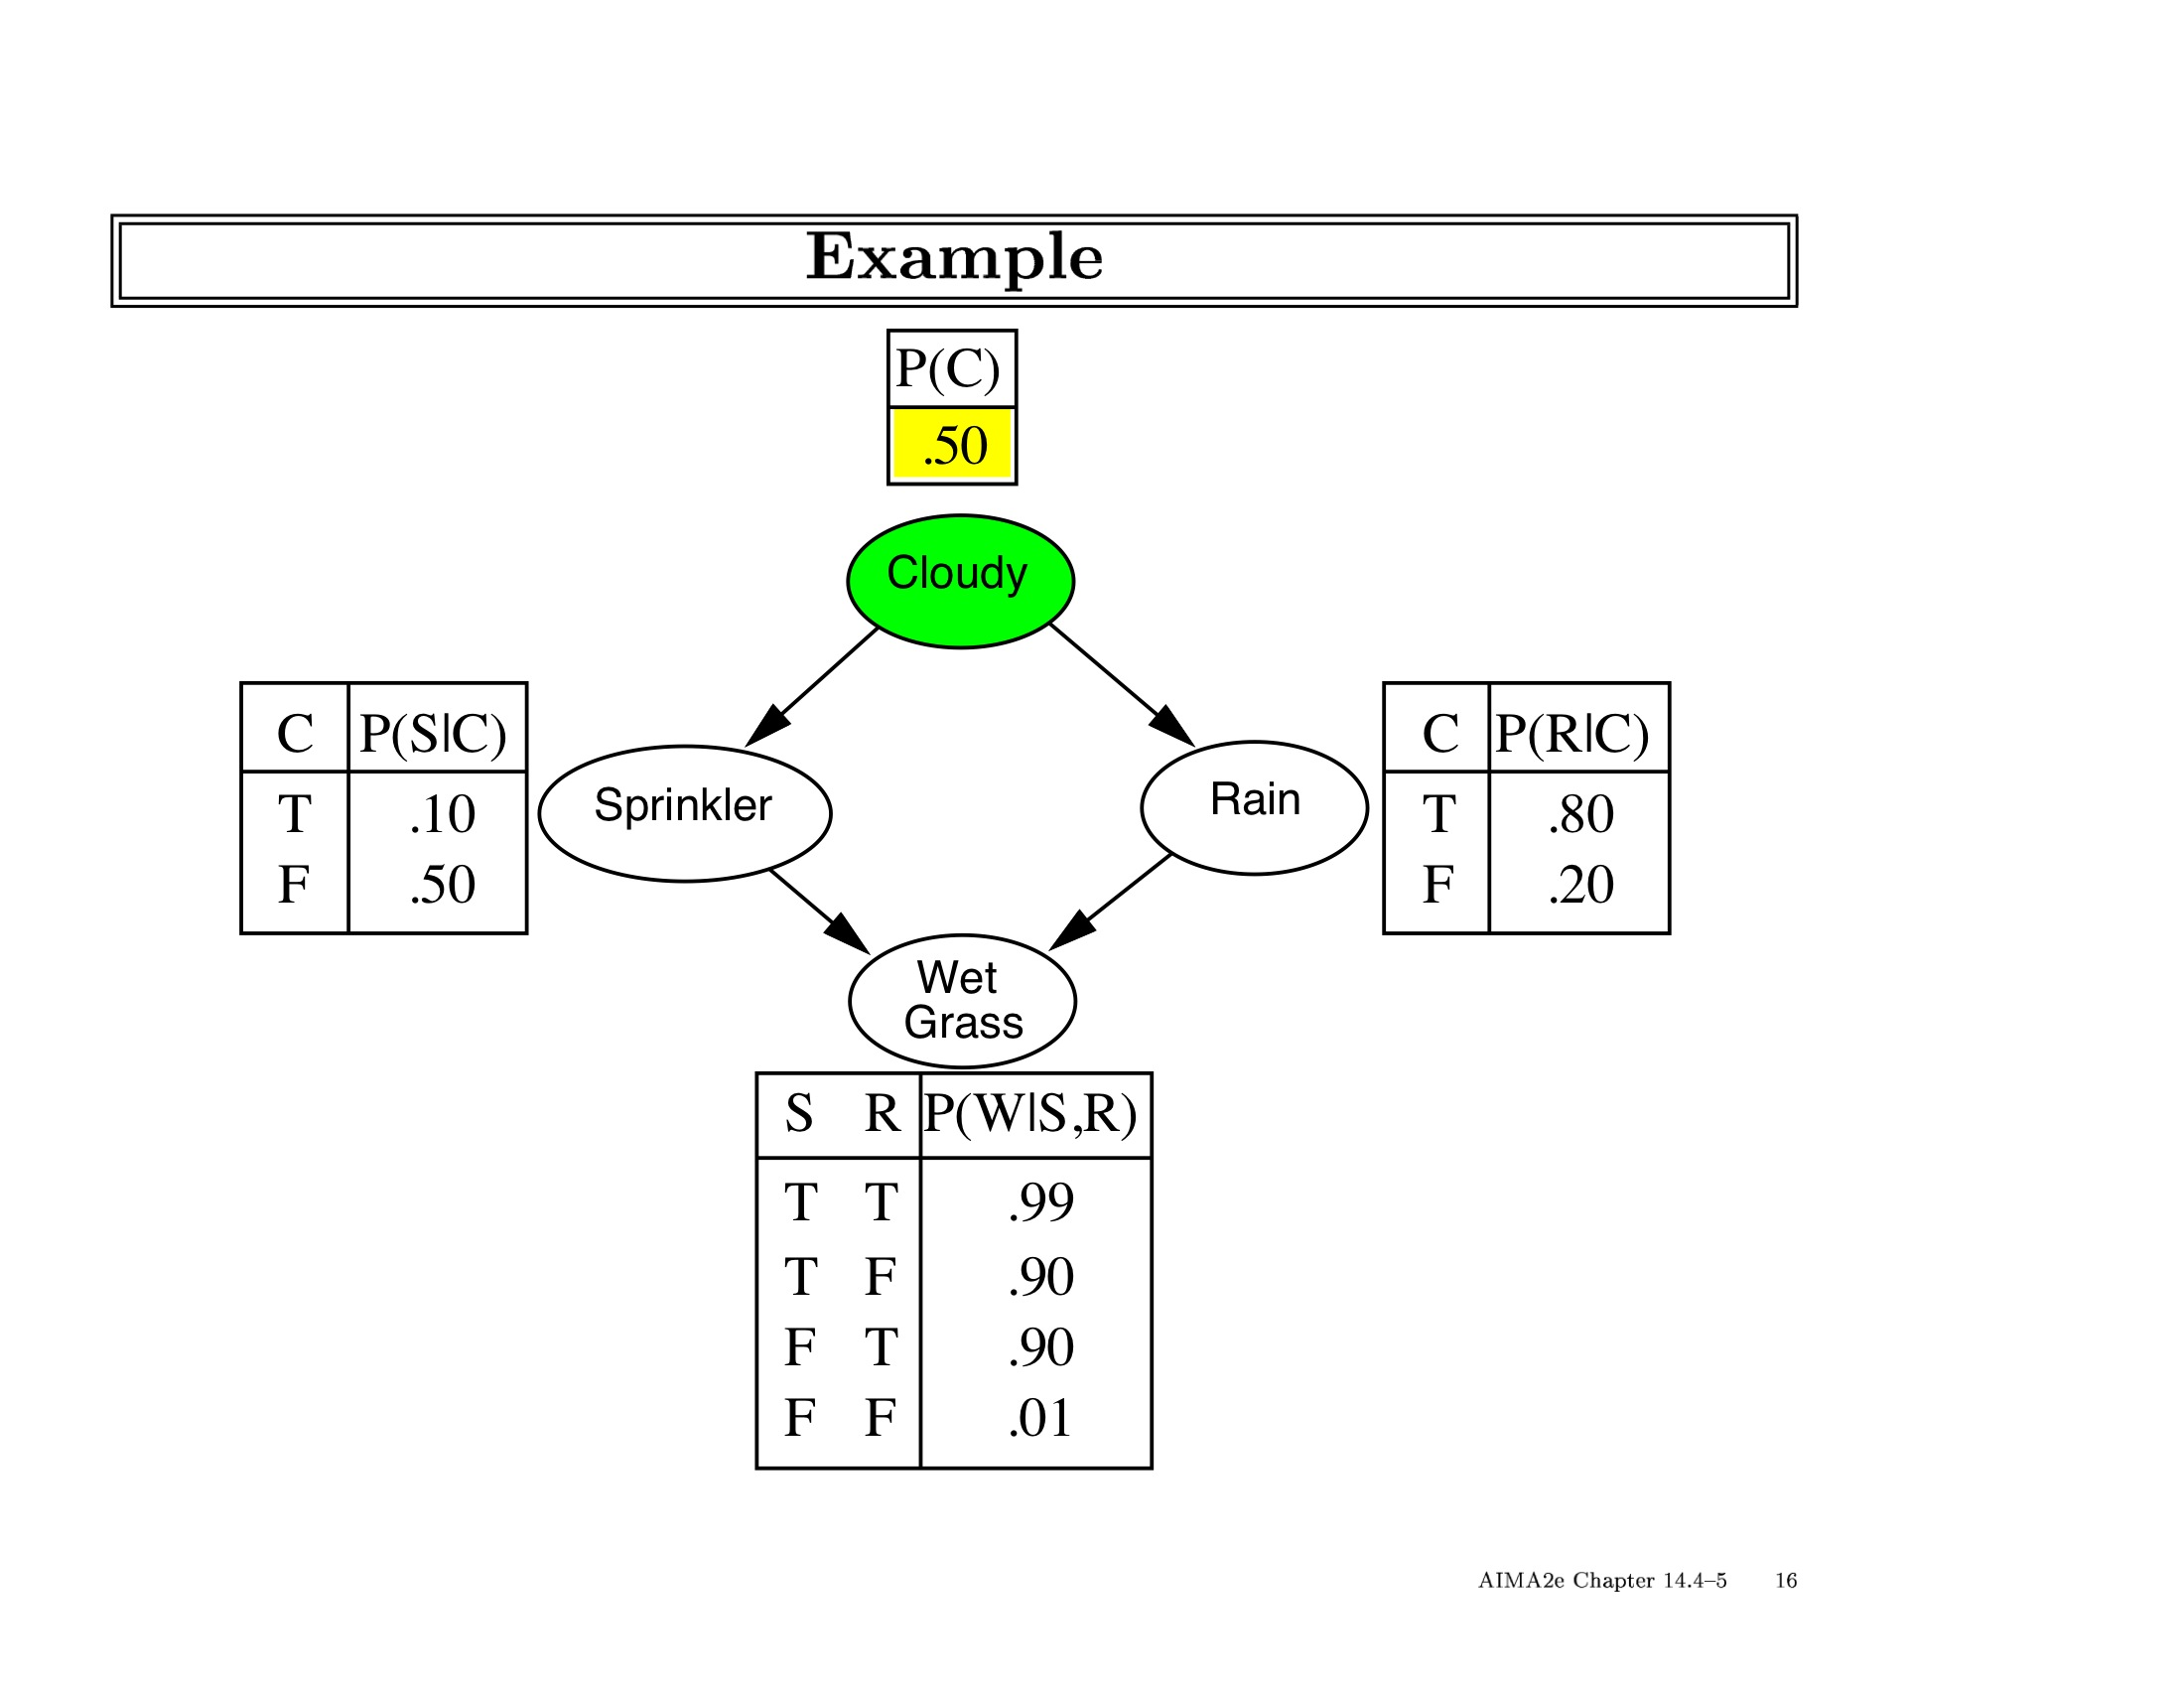 Example
P(C)
.50
Cloudy
C P(S|C)
T .10
F .50
Sprinkler
Rain
C P(R|C)
T .80
F .20
Wet
Grass
S R P(W|S,R)
T T .99
T F .90
F T .90
F F .01
AIMA2e Chapter 14.4–5 16